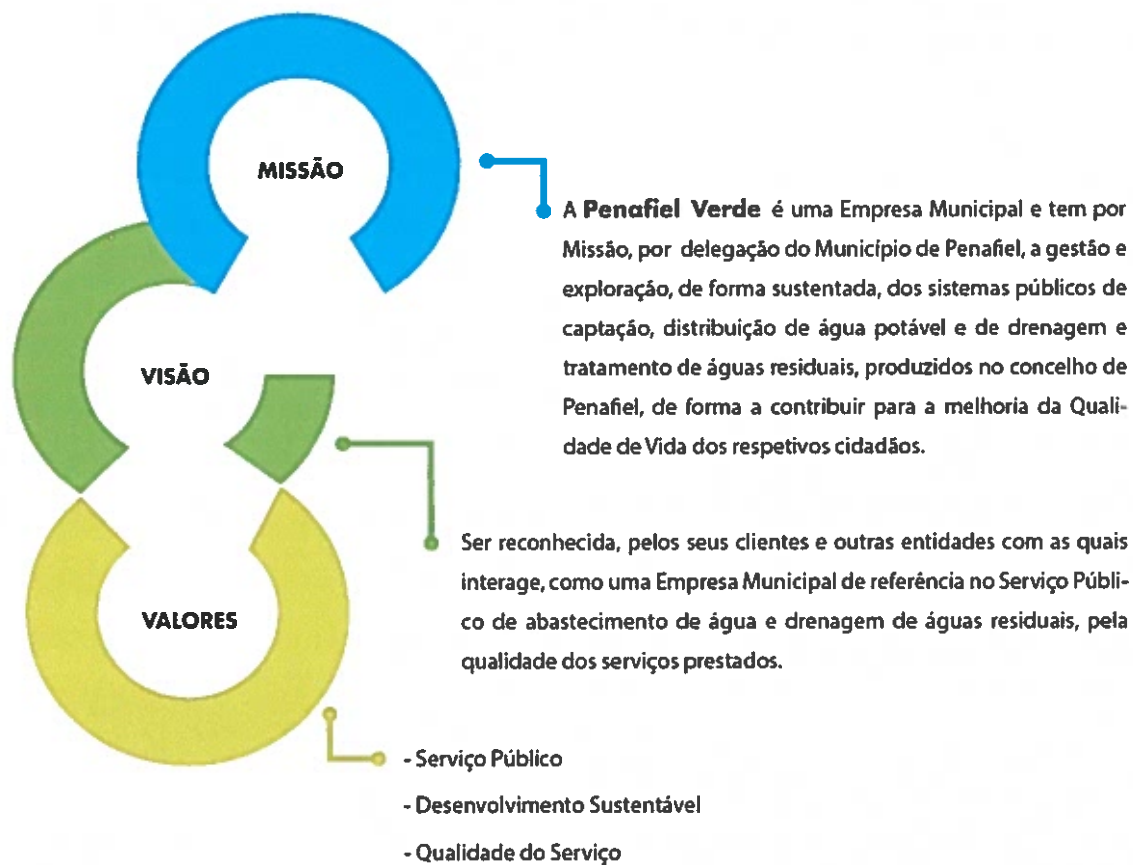 MISSÃO
A Penafiel Verde é uma Empresa Municipal e tem por
Missão, por delegação do Município de Penafiel, a gestão e
exploração, de forma sustentada, dos sistemas públicos de
captação, distribuição de água potável e de drenagem e
tratamento de águas residuais, produzidos no concelho de
Penafiel, de forma a contribuir para a melhoria da Quali-
dade de Vida dos respetivos cidadãos.
VISÃO
Ser reconhecida, pelos seus clientes e outras entidades com as quais
interage, como uma Empresa Municipal de referência no Serviço Públi-
co de abastecimento de água e drenagem de águas residuais, pela
qualidade dos serviços prestados.
VALORES
- Serviço Público
- Desenvolvimento Sustentável
- Qualidade do Serviço